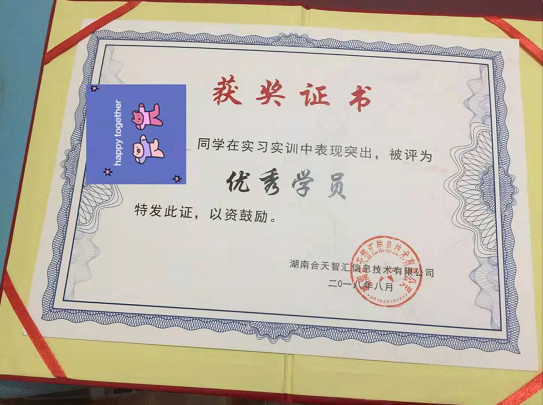 获奖证书
happy together
同学在实习实训中表现突出，被评为
优秀学员
特发此证，以资鼓励。
湖南合天智汇信息技术有限公司
二〇一八年八月